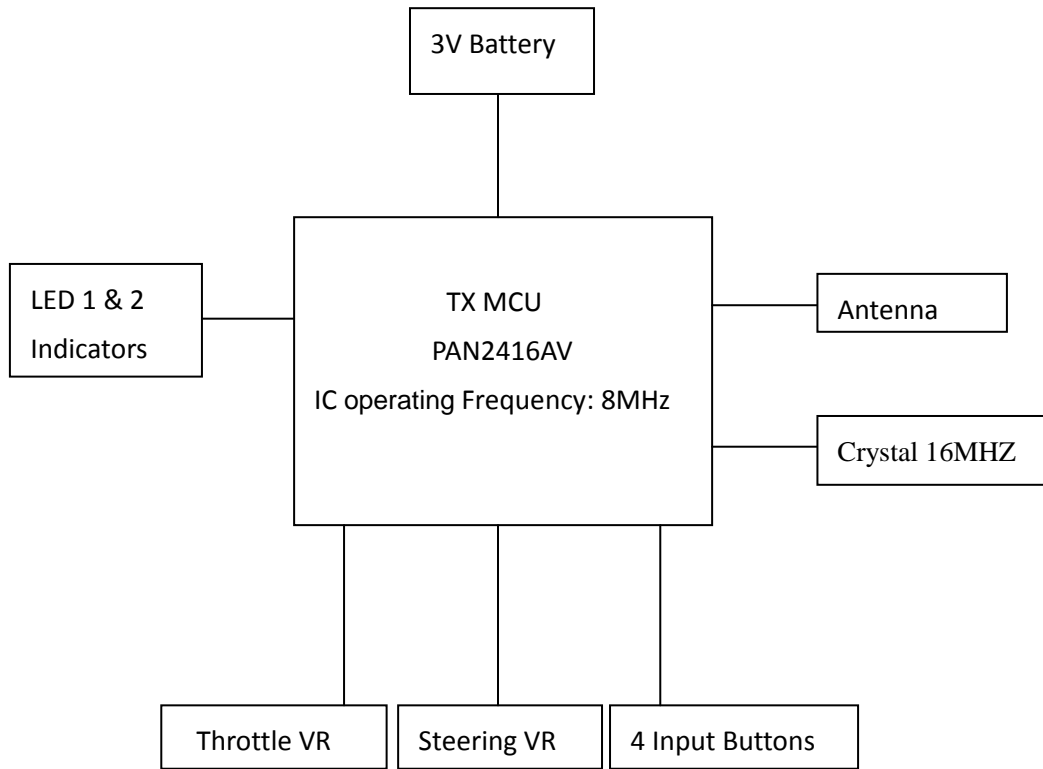 3V Battery
LED 1 & 2
Indicators
TX MCU
PAN2416AV
IC operating Frequency: 8MHz
Antenna
Crystal 16MHZ
Throttle VR
Steering VR
4 Input Buttons